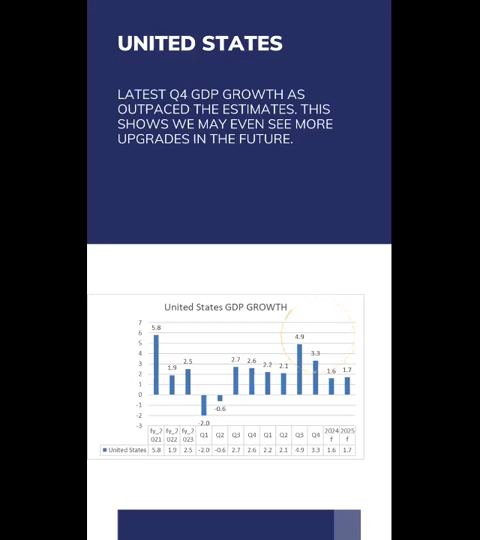 UNITED STATES
LATEST Q4 GDP GROWTH AS
OUTPACED THE ESTIMATES. THIS
SHOWS WE MAY EVEN SEE MORE
UPGRADES IN THE FUTURE.
United States GDP GROWTH
7
6
5
4
3
2
1
0
-1
-2
-3
5.8 1.9 2.5 -2.0 -0.6 2.7 2.6 2.2 2.1 4.9 3.3 1.6 1.7
fy_2021 fy_2022 fy_2023 Q1 Q2 Q3 Q4 Q1 Q2 Q3 Q4 2024f 2025f
United States 5.8 1.9 2.5 -2.0 -0.6 2.7 2.6 2.2 2.1 4.9 3.3 1.6 1.7